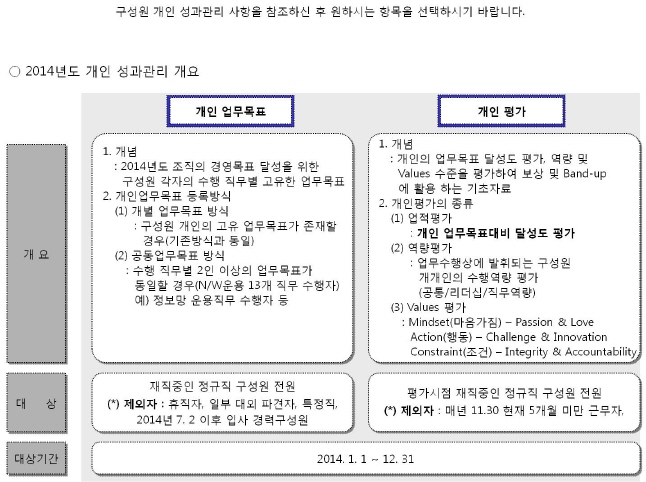 구성원 개인 성과관리 사항을 참조하신 후 원하시는 항목을 선택하시기 바랍니다.
○ 2014년도 개인 성과관리 개요
개인 업무목표
개인 평가
개 요
1. 개념
: 2014년도 조직의 경영목표 달성을 위한
구성원 각자의 수행 직무별 고유한 업무목표
2. 개인업무목표 등록방식
(1) 개별 업무목표 방식
: 구성원 개인의 고유 업무목표가 존재할
경우(기존방식과 동일)
(2) 공동업무목표 방식
: 수행 직무별 2인 이상의 업무목표가
동일할 경우(N/W운용 13개 직무 수행자)
예) 정보망 운용직무 수행자 등
1. 개념
: 개인의 업무목표 달성도 평가, 역량 및
Values 수준을 평가하여 보상 및 Band-up
에 활용 하는 기초자료
2. 개인평가의 종류
(1) 업적평가
: 개인 업무목표대비 달성도 평가
(2) 역량평가
: 업무수행상에 발휘되는 구성원
개개인의 수행역량 평가
(공통/리더십/직무역량)
(3) Values 평가
: Mindset(마음가짐) – Passion & Love
Action(행동) – Challenge & Innovation
Constraint(조건) – Integrity & Accountability
대 상
재직중인 정규직 구성원 전원
(*) 제외자 : 휴직자, 일부 대외 파견자, 특정직,
2014년 7. 2 이후 입사 경력구성원
평가시점 재직중인 정규직 구성원 전원
(*) 제외자 : 매년 11.30 현재 5개월 미만 근무자,
대상기간
2014. 1. 1 ~ 12. 31